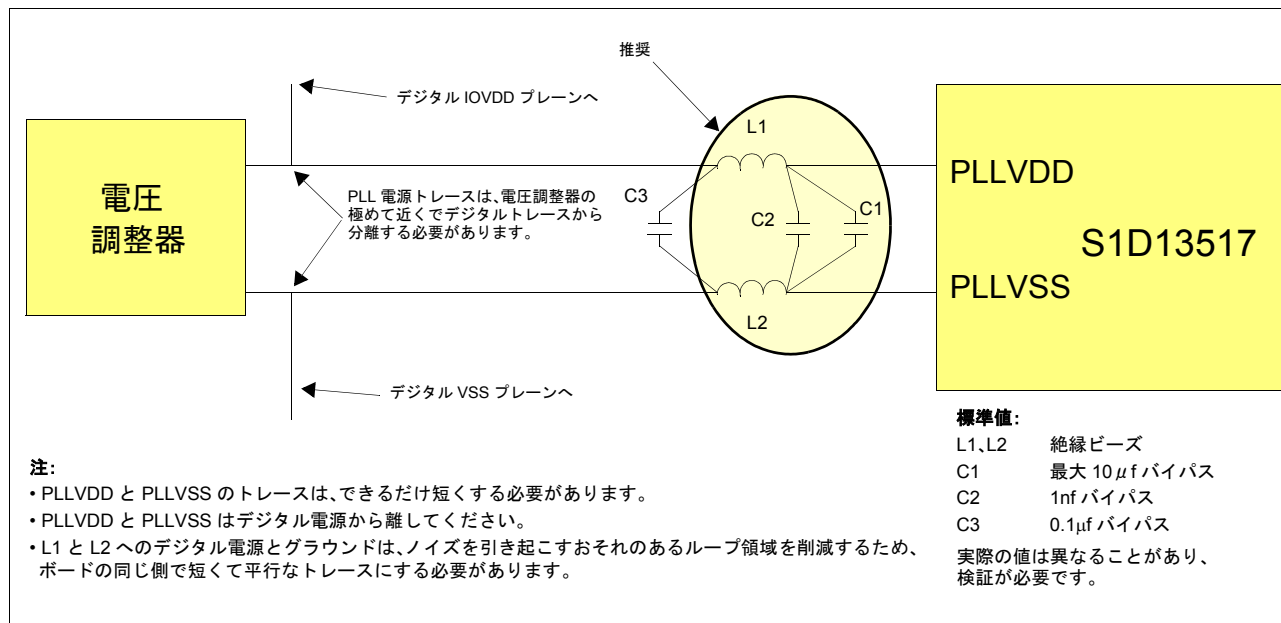 推奨
デジタル IOVDD プレーンへ
L1
電圧
調整器
PLL 電源トレースは、電圧調整器の
極めて近くでデジタルトレースから
分離する必要があります。
C3
C2
C1
PLLVDD
S1D13517
PLLVSS
L2
デジタル VSS プレーンへ
標準値:
L1、L2 絶縁ビーズ
C1 最大 10μf バイパス
C2 1nf バイパス
C3 0.1μf バイパス
実際の値は異なることがあり、
検証が必要です。
注:
• PLLVDD と PLLVSS のトレースは、できるだけ短くする必要があります。
• PLLVDD と PLLVSS はデジタル電源から離してください。
• L1 と L2 へのデジタル電源とグラウンドは、ノイズを引き起こすおそれのあるループ領域を削減するため、
ボードの同じ側で短くて平行なトレースにする必要があります。